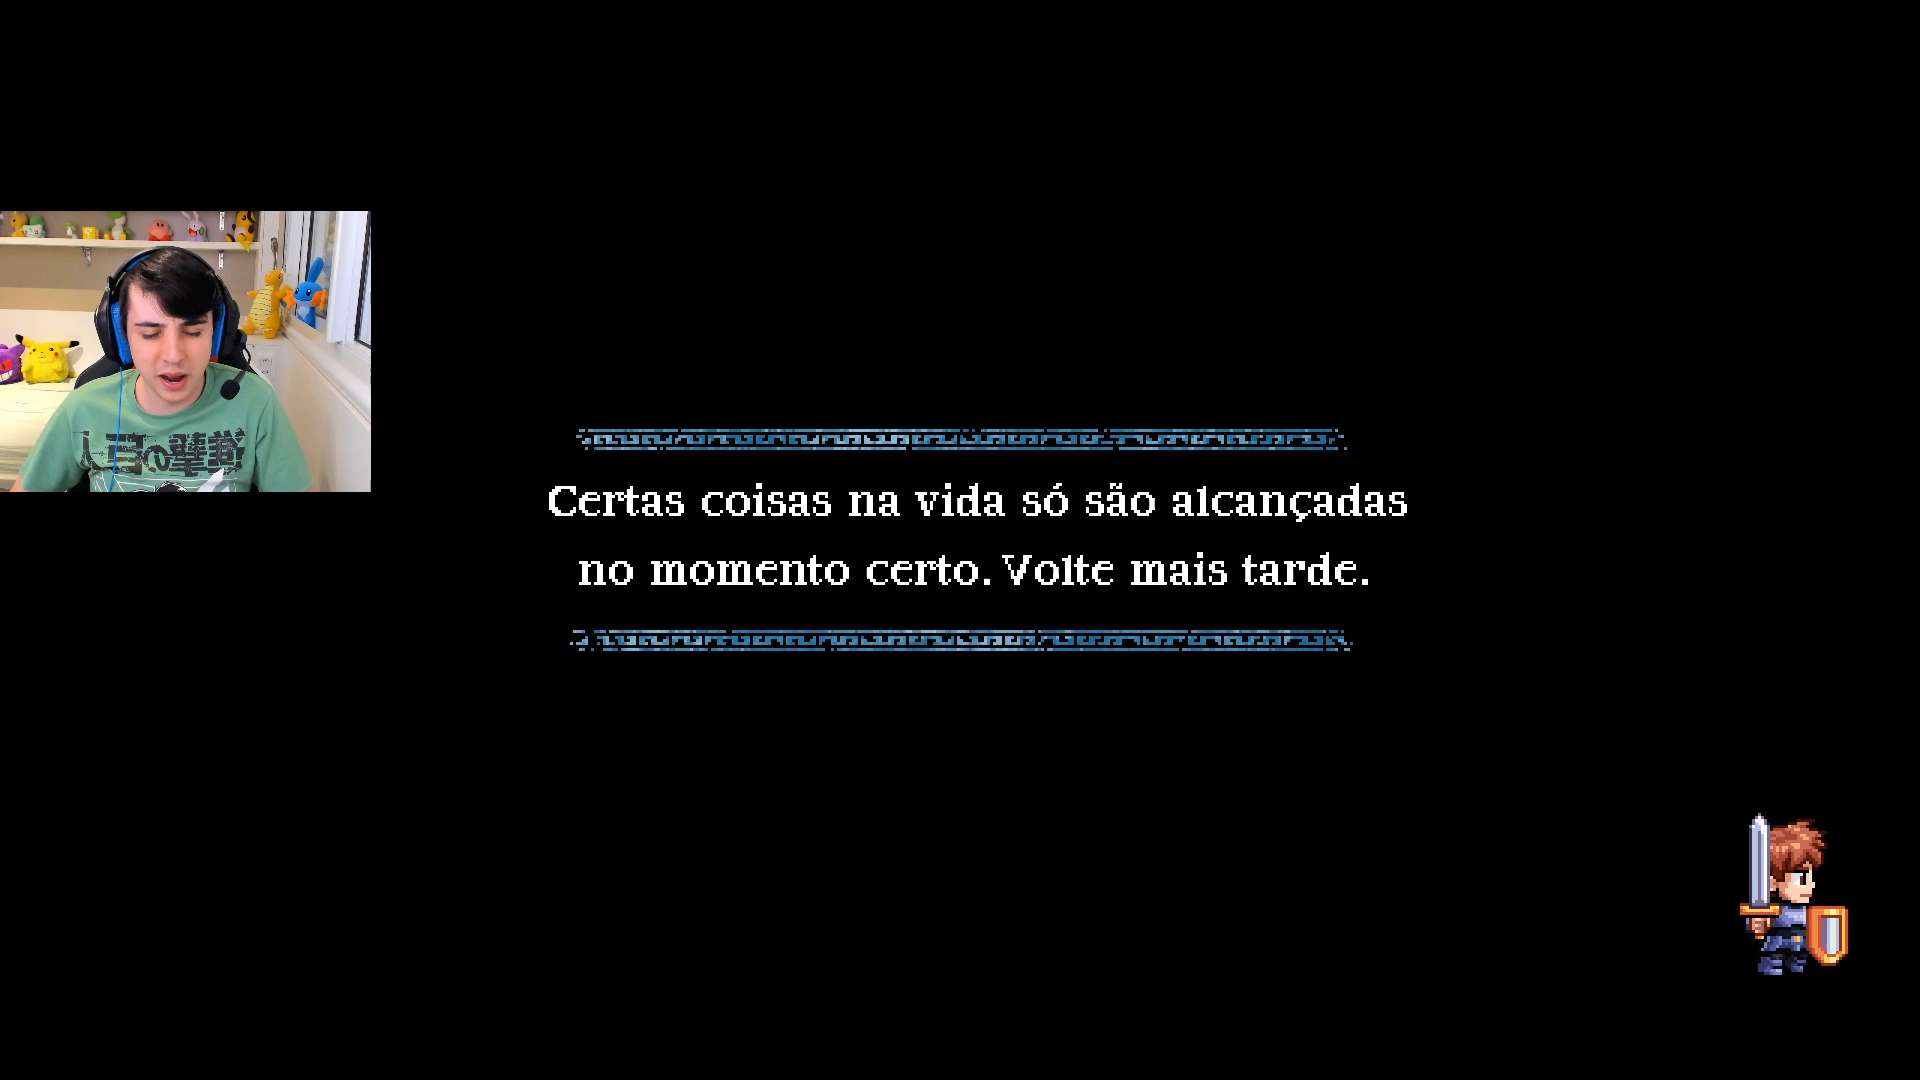 Certas coisas na vida só são alcançadas
no momento certo. Volte mais tarde.